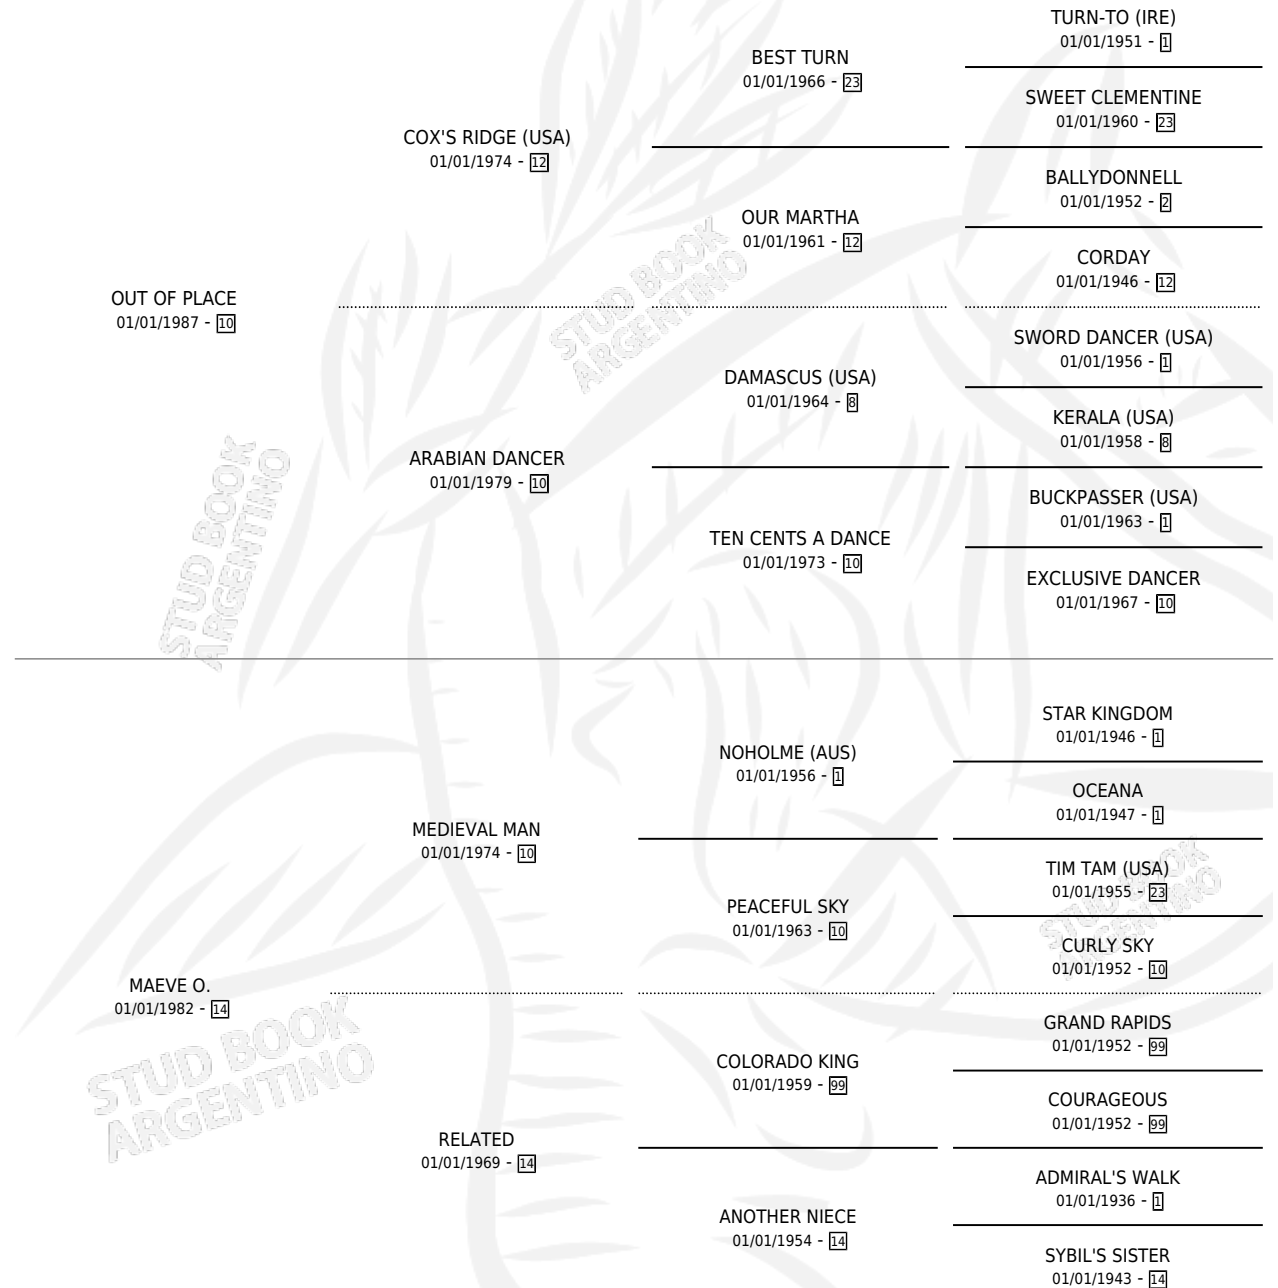 TURN-TO (IRE)
01/01/1951 - 1
BEST TURN
01/01/1966 - 23
SWEET CLEMENTINE
01/01/1960 - 23
COX'S RIDGE (USA)
01/01/1974 - 12
BALLYDONNELL
01/01/1952 - 2
OUR MARTHA
01/01/1961 - 12
CORDAY
01/01/1946 - 12
OUT OF PLACE
01/01/1987 - 10
SWORD DANCER (USA)
01/01/1956 - 1
DAMASCUS (USA)
01/01/1964 - 8
KERALA (USA)
01/01/1958 - 8
ARABIAN DANCER
01/01/1979 - 10
BUCKPASSER (USA)
01/01/1963 - 1
TEN CENTS A DANCE
01/01/1973 - 10
EXCLUSIVE DANCER
01/01/1967 - 10
STAR KINGDOM
01/01/1946 - 1
NOHOLME (AUS)
01/01/1956 - 1
OCEANA
01/01/1947 - 1
MEDIEVAL MAN
01/01/1974 - 10
TIM TAM (USA)
01/01/1955 - 23
PEACEFUL SKY
01/01/1963 - 10
CURLY SKY
01/01/1952 - 10
MAEVE O.
01/01/1982 - 14
GRAND RAPIDS
01/01/1952 - 99
COLORADO KING
01/01/1959 - 99
COURAGEOUS
01/01/1952 - 99
RELATED
01/01/1969 - 14
ADMIRAL'S WALK
01/01/1936 - 1
ANOTHER NIECE
01/01/1954 - 14
SYBIL'S SISTER
01/01/1943 - 14
STUD BOOK
ARGENTINO
STUD BOOK
ARGENTINO
STUD BOOK
ARGENTINO
STUD BOOK
ARGENTINO